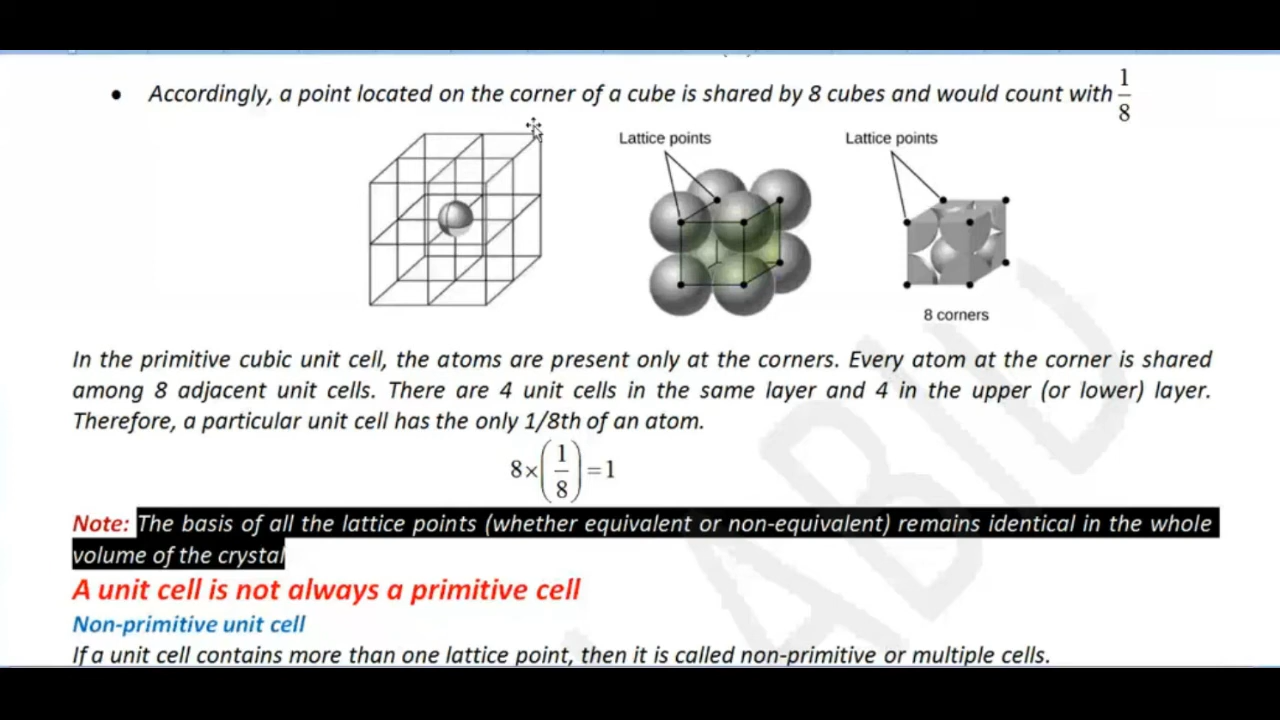 • Accordingly, a point located on the corner of a cube is shared by 8 cubes and would count with 1/8
Lattice points
Lattice points
8 corners
In the primitive cubic unit cell, the atoms are present only at the corners. Every atom at the corner is shared
among 8 adjacent unit cells. There are 4 unit cells in the same layer and 4 in the upper (or lower) layer.
Therefore, a particular unit cell has the only 1/8th of an atom.
8×(1/8)=1
Note: The basis of all the lattice points (whether equivalent or non-equivalent) remains identical in the whole
volume of the crystal
A unit cell is not always a primitive cell
Non-primitive unit cell
If a unit cell contains more than one lattice point, then it is called non-primitive or multiple cells.
ABID